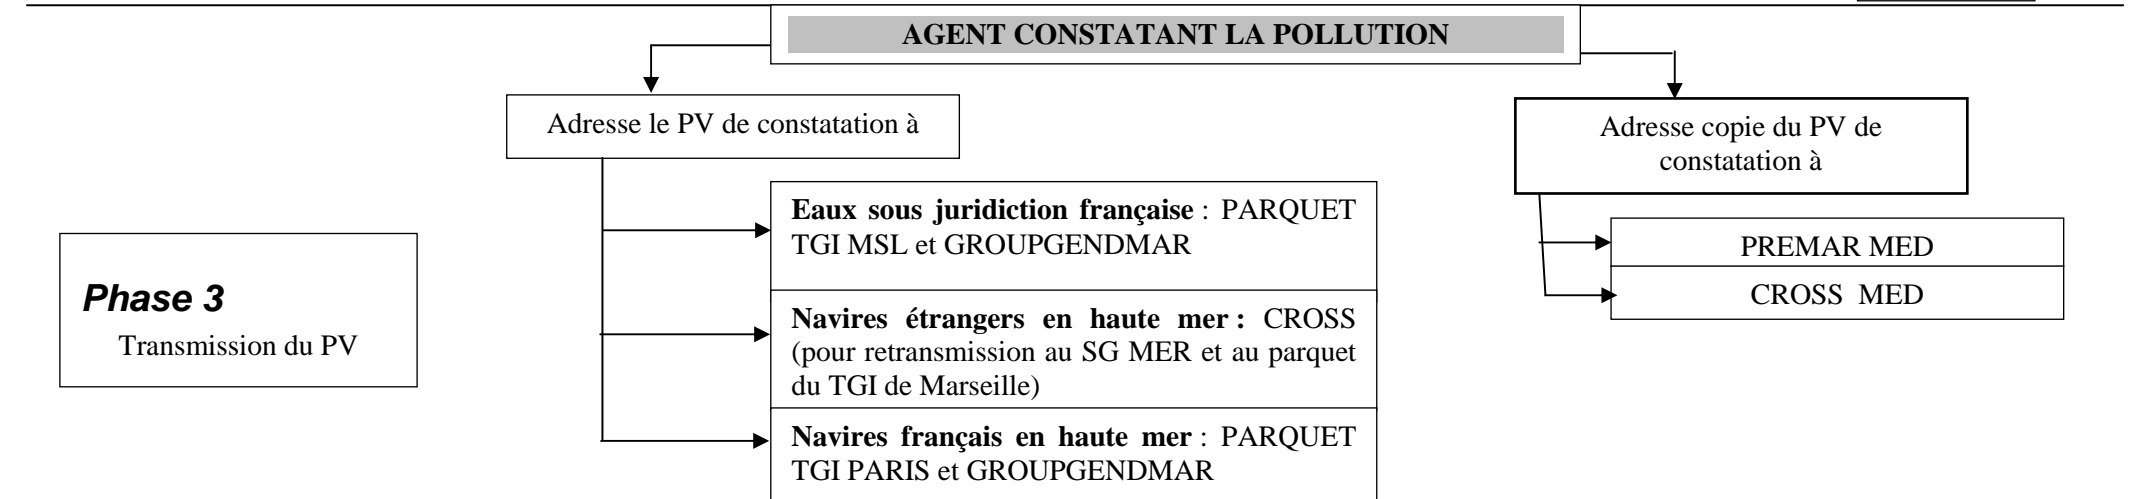 AGENT CONSTATANT LA POLLUTION
Adresse le PV de constatation à
Adresse copie du PV de
constatation à
Eaux sous juridiction française : PARQUET
TGI MSL et GROUPGENDMAR
PREMAR MED
CROSS MED
Phase 3
Transmission du PV
Navires étrangers en haute mer : CROSS
(pour retransmission au SG MER et au parquet
du TGI de Marseille)
Navires français en haute mer : PARQUET
TGI PARIS et GROUPGENDMAR